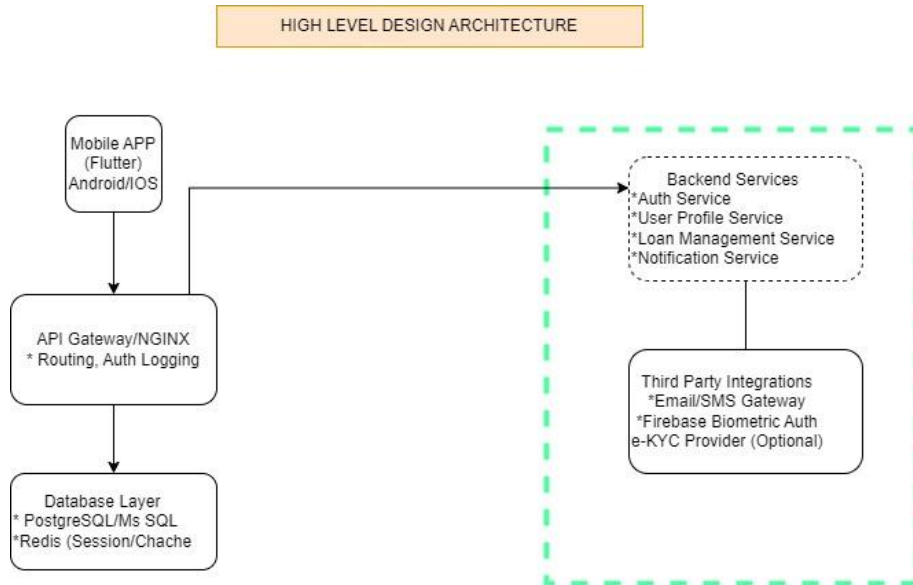 HIGH LEVEL DESIGN ARCHITECTURE
Mobile APP
(Flutter)
Android/IOS
API Gateway/NGINX
* Routing, Auth Logging
Database Layer
* PostgreSQL/Ms SQL
*Redis (Session/Chache
Backend Services
*Auth Service
*User Profile Service
*Loan Management Service
*Notification Service
Third Party Integrations
*Email/SMS Gateway
*Firebase Biometric Auth
e-KYC Provider (Optional)